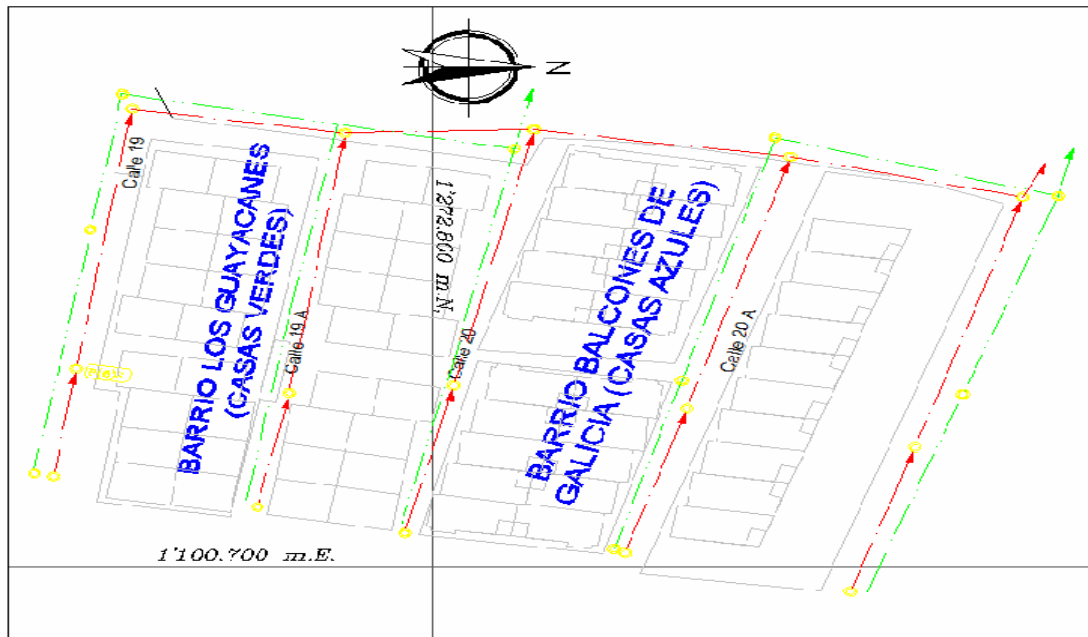 N
Calle 19
BARRIO LOS GUAYACANES
(CASAS VERDES)
Calle 19 A
1'272.800 m.N,
Calle 20
BARRIO BALCONES DE
GALICIA (CASAS AZULES)
Calle 20 A
1'100.700 m.E.